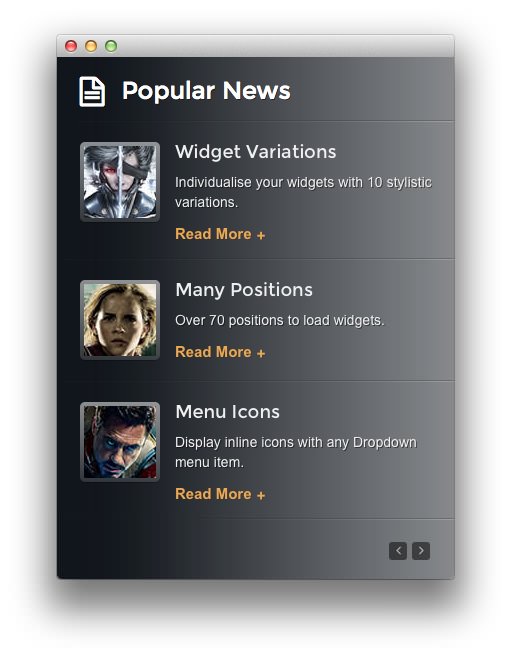 Popular News
Widget Variations
Individualise your widgets with 10 stylistic
variations.
Read More +
Many Positions
Over 70 positions to load widgets.
Read More +
Menu Icons
Display inline icons with any Dropdown
menu item.
Read More +